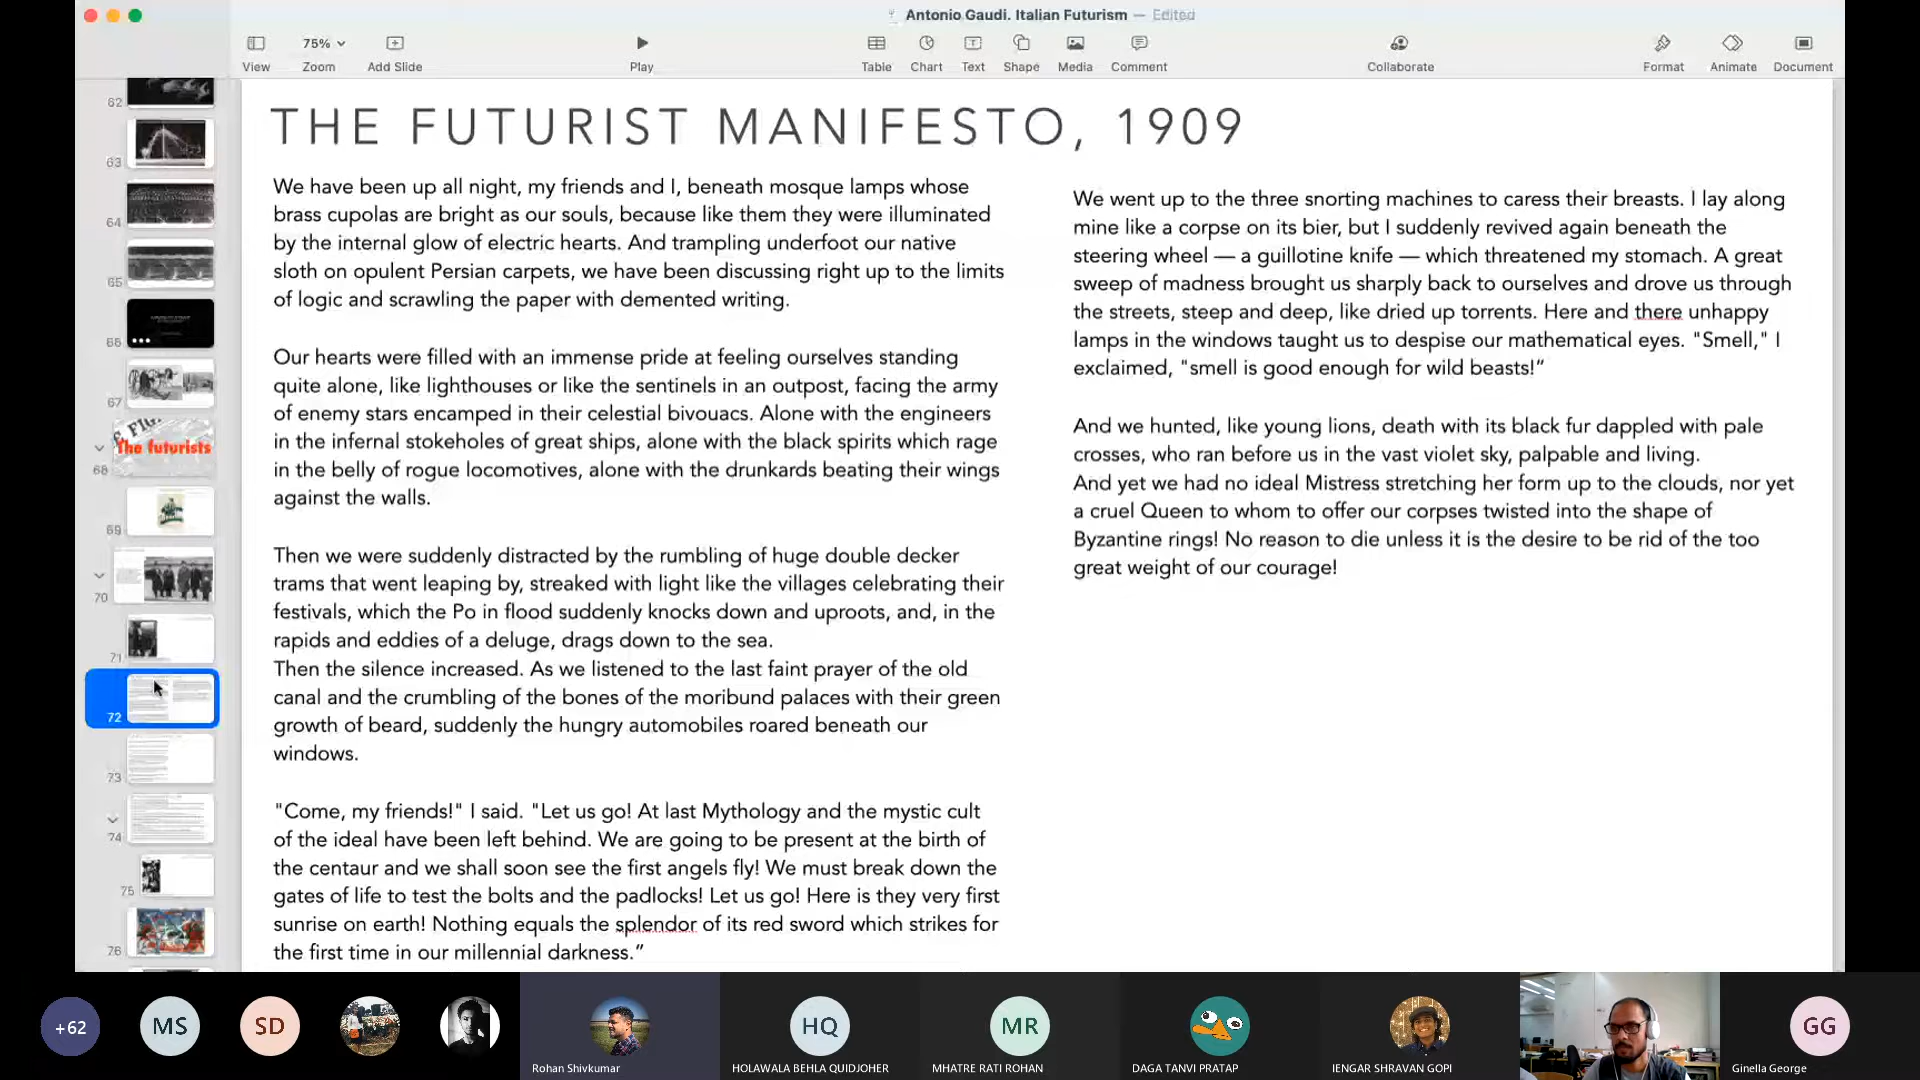 Antonio Gaudi. Italian Futurism — Edited
75%
View Zoom Add Slide Play Table Chart Text Shape Media Comment Collaborate Format Animate Document
62
63
64
65
66
67
The futurists
68
69
70
71
72
73
74
75
76
THE FUTURIST MANIFESTO, 1909
We have been up all night, my friends and I, beneath mosque lamps whose
brass cupolas are bright as our souls, because like them they were illuminated
by the internal glow of electric hearts. And trampling underfoot our native
sloth on opulent Persian carpets, we have been discussing right up to the limits
of logic and scrawling the paper with demented writing.
Our hearts were filled with an immense pride at feeling ourselves standing
quite alone, like lighthouses or like the sentinels in an outpost, facing the army
of enemy stars encamped in their celestial bivouacs. Alone with the engineers
in the infernal stokeholes of great ships, alone with the black spirits which rage
in the belly of rogue locomotives, alone with the drunkards beating their wings
against the walls.
Then we were suddenly distracted by the rumbling of huge double decker
trams that went leaping by, streaked with light like the villages celebrating their
festivals, which the Po in flood suddenly knocks down and uproots, and, in the
rapids and eddies of a deluge, drags down to the sea.
Then the silence increased. As we listened to the last faint prayer of the old
canal and the crumbling of the bones of the moribund palaces with their green
growth of beard, suddenly the hungry automobiles roared beneath our
windows.
"Come, my friends!" I said. "Let us go! At last Mythology and the mystic cult
of the ideal have been left behind. We are going to be present at the birth of
the centaur and we shall soon see the first angels fly! We must break down the
gates of life to test the bolts and the padlocks! Let us go! Here is they very first
sunrise on earth! Nothing equals the splendor of its red sword which strikes for
the first time in our millennial darkness.”
We went up to the three snorting machines to caress their breasts. I lay along
mine like a corpse on its bier, but I suddenly revived again beneath the
steering wheel — a guillotine knife — which threatened my stomach. A great
sweep of madness brought us sharply back to ourselves and drove us through
the streets, steep and deep, like dried up torrents. Here and there unhappy
lamps in the windows taught us to despise our mathematical eyes. "Smell," I
exclaimed, "smell is good enough for wild beasts!”
And we hunted, like young lions, death with its black fur dappled with pale
crosses, who ran before us in the vast violet sky, palpable and living.
And yet we had no ideal Mistress stretching her form up to the clouds, nor yet
a cruel Queen to whom to offer our corpses twisted into the shape of
Byzantine rings! No reason to die unless it is the desire to be rid of the too
great weight of our courage!
+62 MS SD HQ MR GG
Rohan Shivkumar HOLAWALA BEHLA QUIDJOHER MHATRE RATI ROHAN DAGA TANVI PRATAP IENGAR SHRAVAN GOPI Ginella George